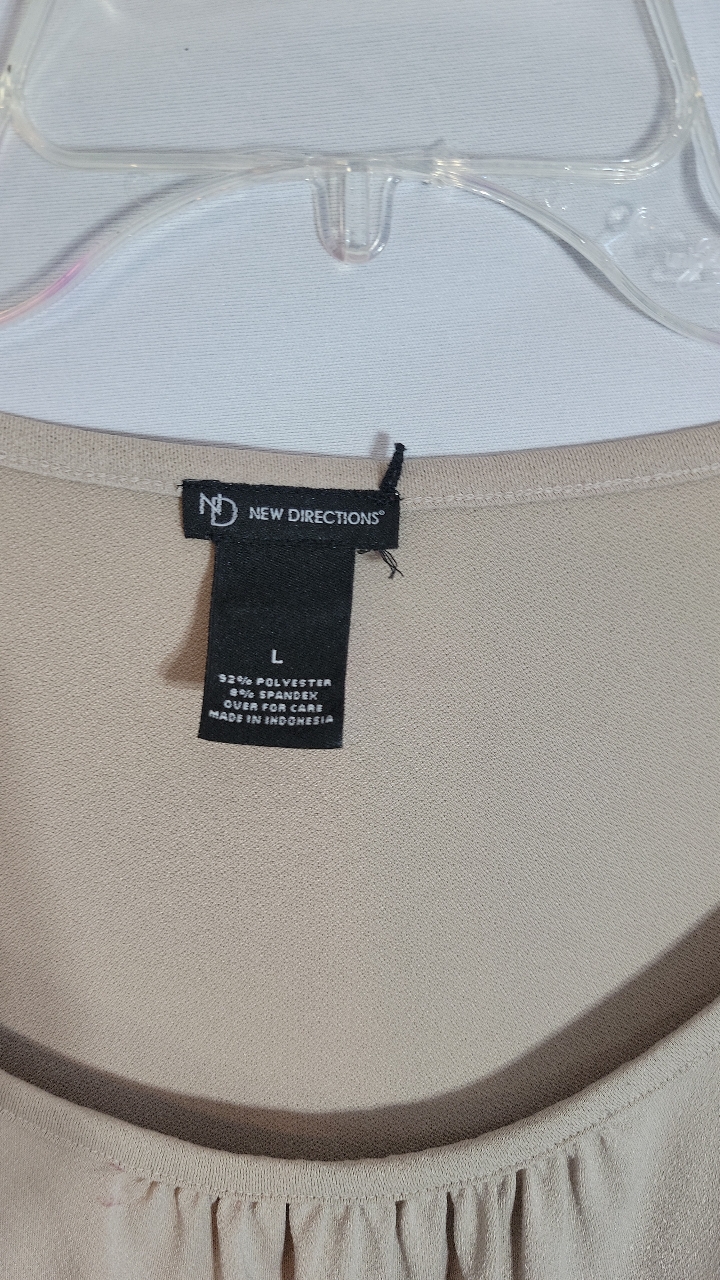 ND NEW DIRECTIONS®
L
92% POLYESTER
8% SPANDEX
OVER FOR CARE
MADE IN INDONESIA